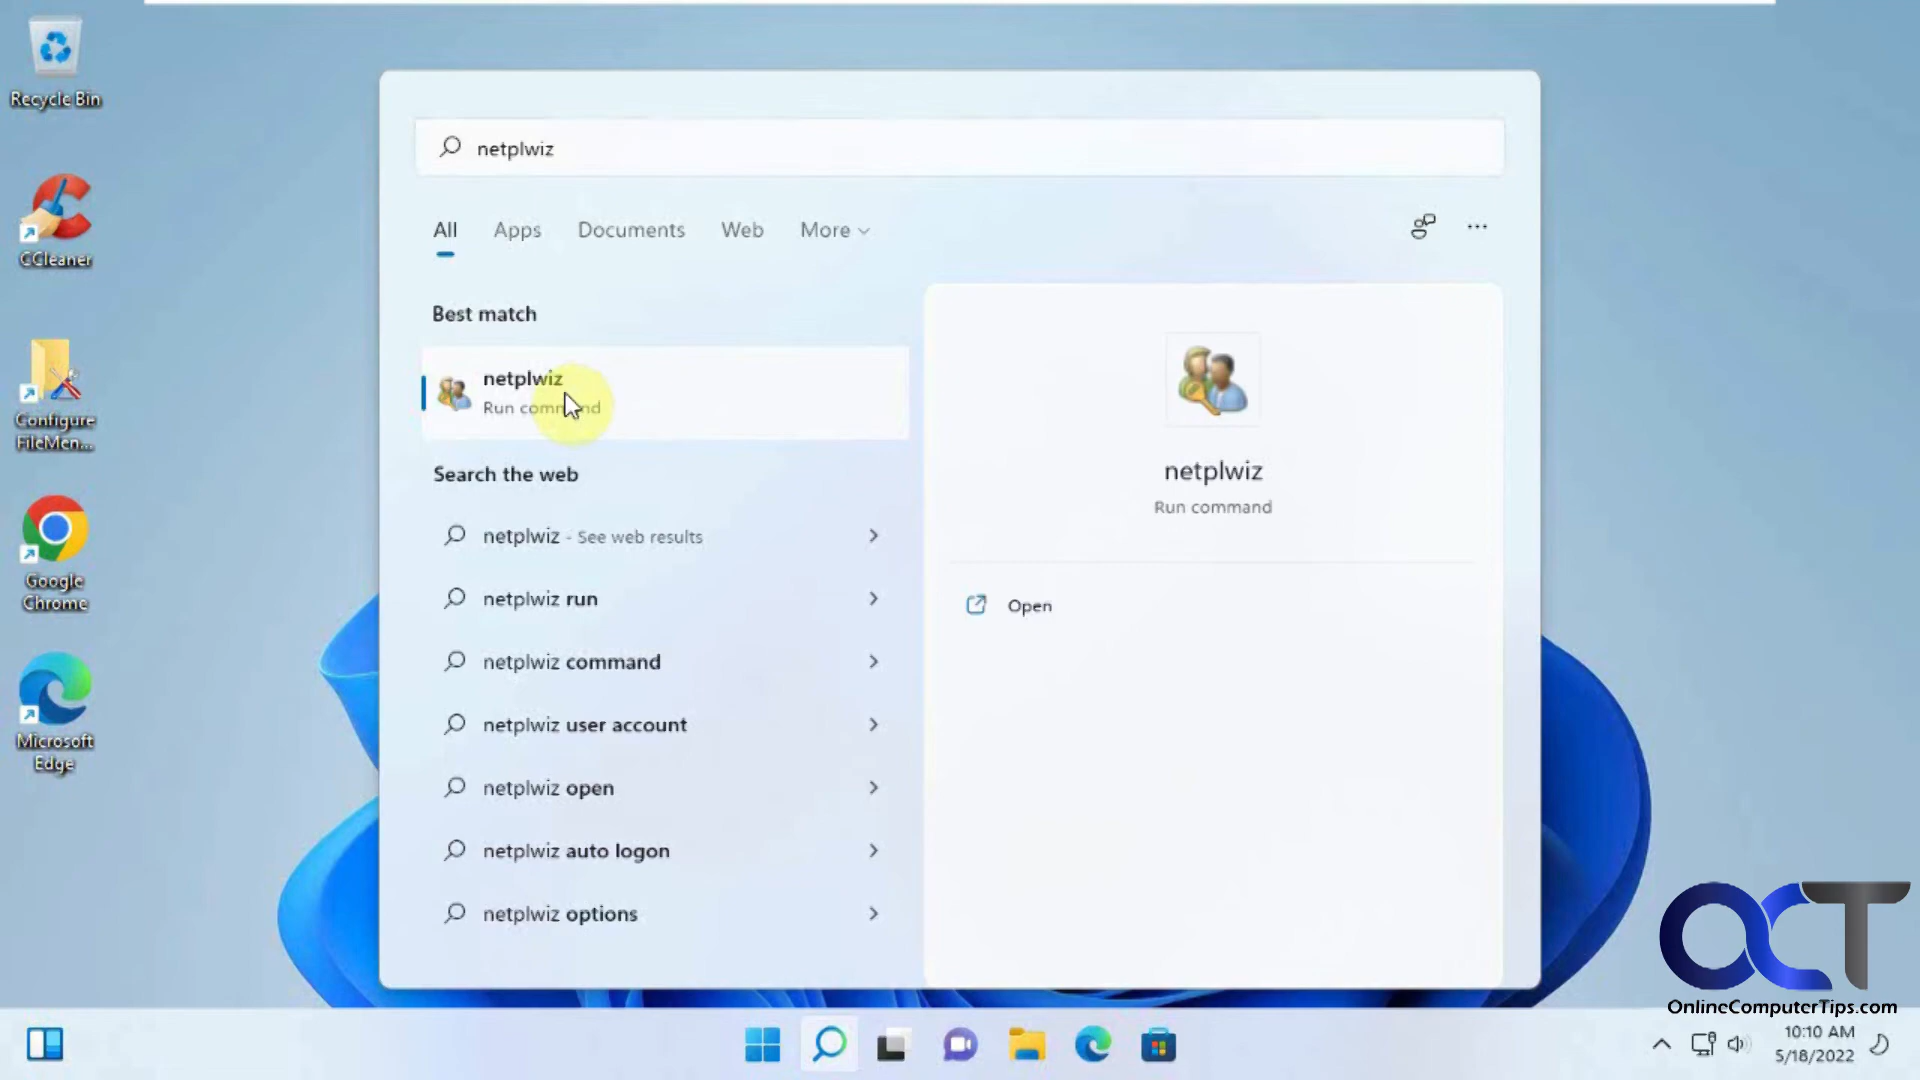 Recycle Bin
CCleaner
Configure
FileMen...
Google
Chrome
Microsoft
Edge
netplwiz
All Apps Documents Web More
Best match
netplwiz
Run command
Search the web
netplwiz - See web results
netplwiz run
netplwiz command
netplwiz user account
netplwiz open
netplwiz auto logon
netplwiz options
netplwiz
Run command
Open
OCT
OnlineComputerTips.com
10:10 AM
5/18/2022